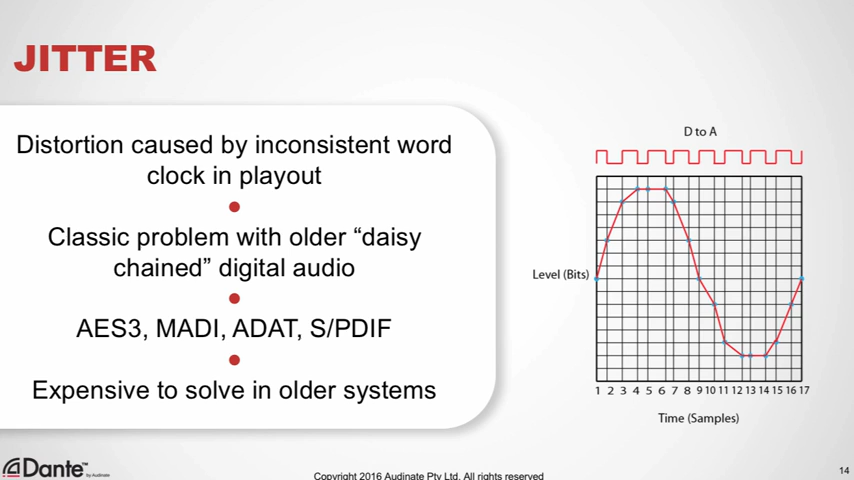 JITTER
Distortion caused by inconsistent word
clock in playout
Classic problem with older “daisy
chained” digital audio
AES3, MADI, ADAT, S/PDIF
Expensive to solve in older systems
D to A
Level (Bits)
1 2 3 4 5 6 7 8 9 10 11 12 13 14 15 16 17
Time (Samples)
Dante™
by Audinate
Copyright 2016 Audinate Pty Ltd. All rights reserved
14